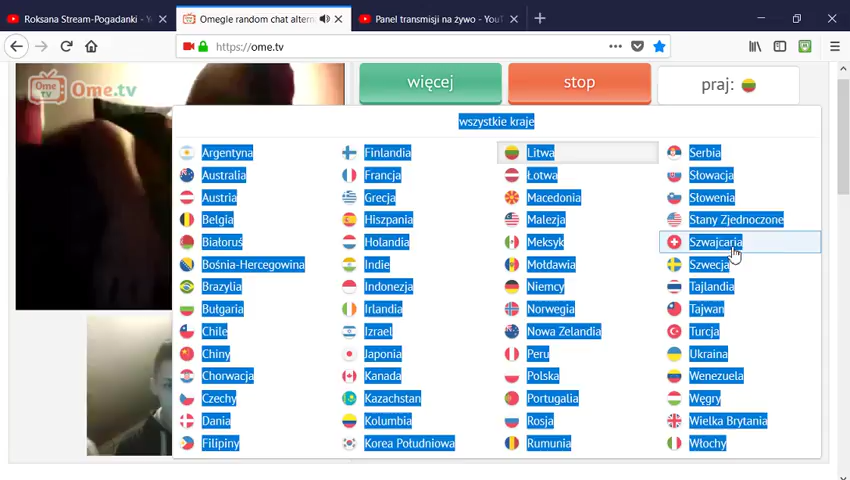 Roksana Stream-Pogadanki - Y
Omegle random chat altern
Panel transmisji na żywo - YouT
https://ome.tv
Ome TV
Ome.tv
więcej
stop
praj:
wszystkie kraje
Argentyna
Australia
Austria
Belgia
Białoruś
Bośnia-Hercegowina
Brazylia
Bułgaria
Chile
Chiny
Chorwacja
Czechy
Dania
Filipiny
Finlandia
Francja
Grecja
Hiszpania
Holandia
Indie
Indonezja
Irlandia
Izrael
Japonia
Kanada
Kazachstan
Kolumbia
Korea Południowa
Litwa
Łotwa
Macedonia
Malezja
Meksyk
Mołdawia
Niemcy
Norwegia
Nowa Zelandia
Peru
Polska
Portugalia
Rosja
Rumunia
Serbia
Słowacja
Słowenia
Stany Zjednoczone
Szwajcaria
Szwecja
Tajlandia
Tajwan
Turcja
Ukraina
Wenezuela
Węgry
Wielka Brytania
Włochy